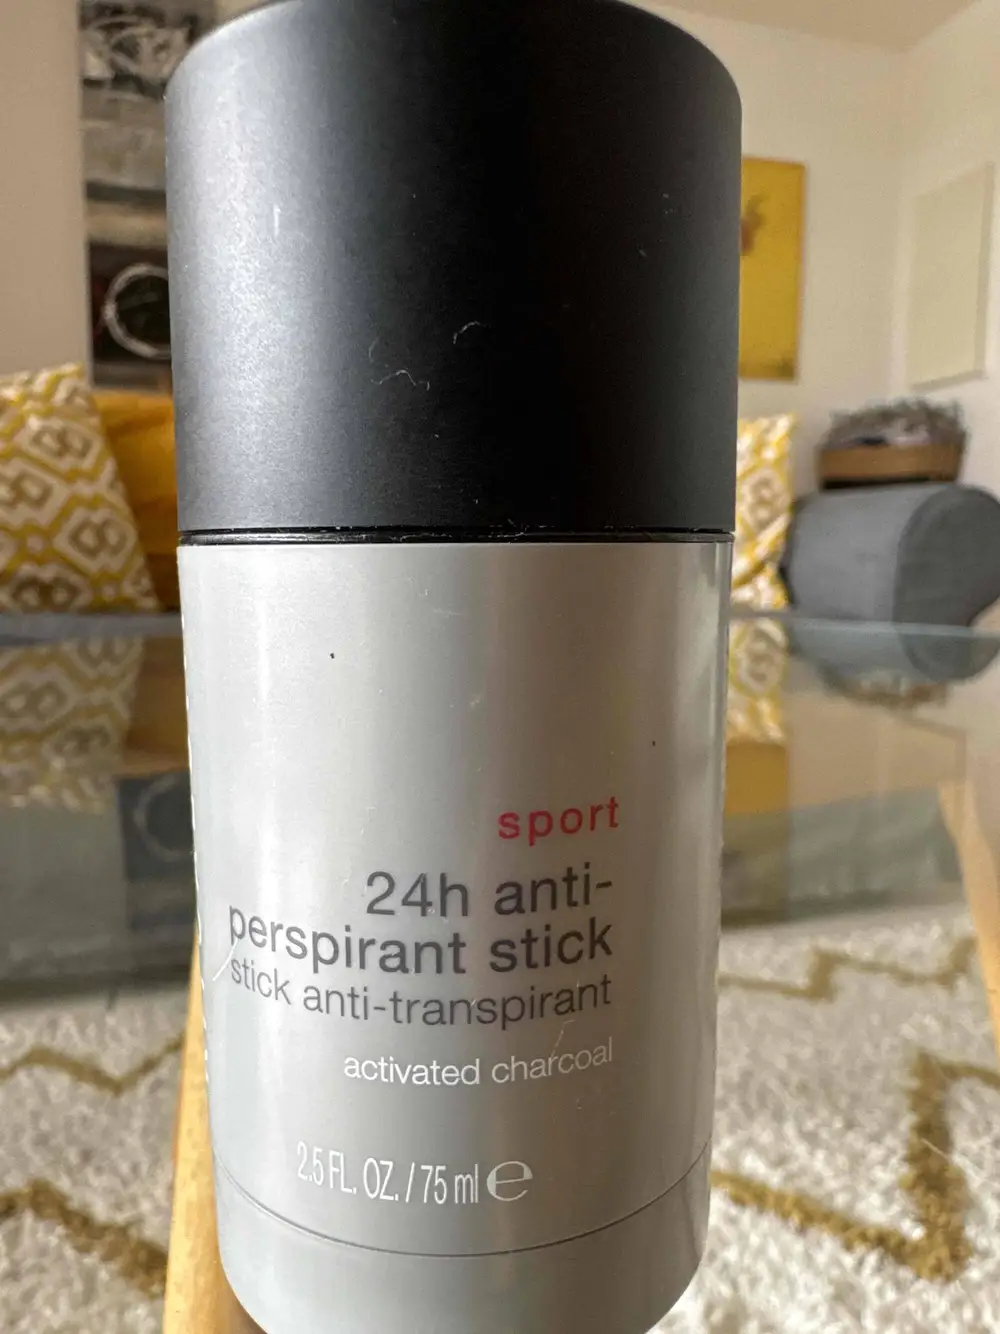 sport
24h anti-
perspirant stick
stick anti-transpirant
activated charcoal
2.5 FL. OZ. / 75 ml ℮